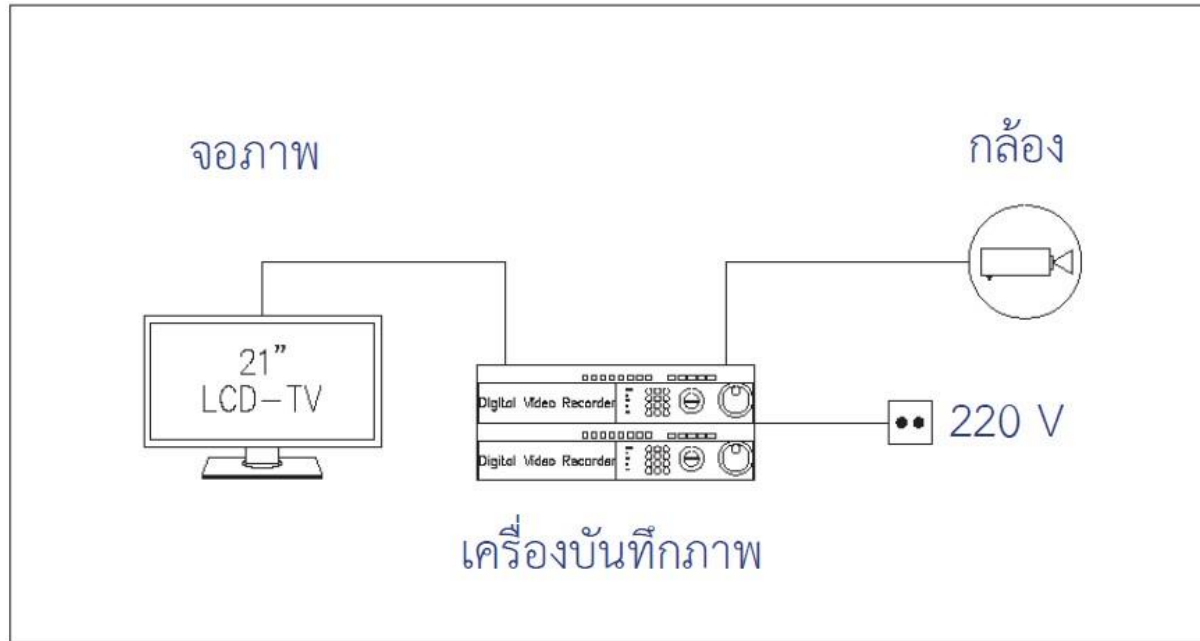 จอภาพ
กล้อง
21”
LCD-TV
Digital Video Recorder
220 V
Digital Video Recorder
เครื่องบันทึกภาพ